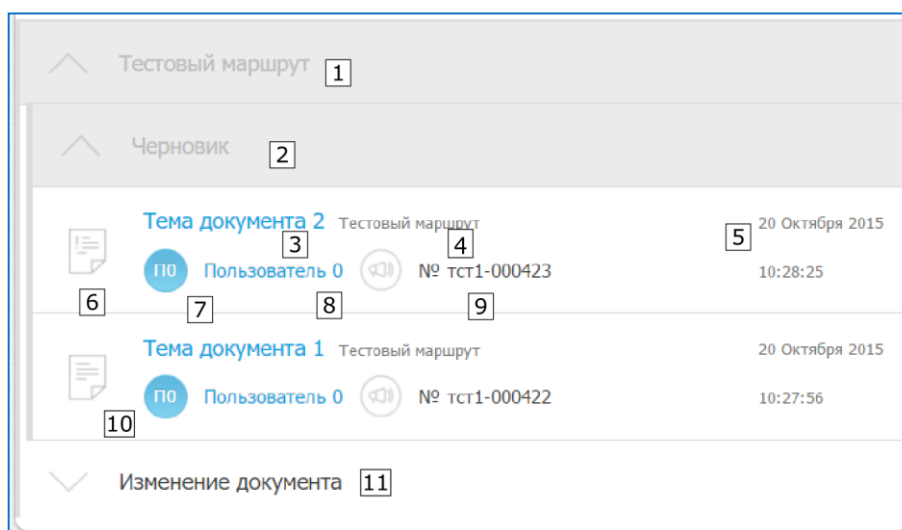 Тестовый маршрут 1
Черновик 2
Тема документа 2 Тестовый маршрут 20 Октября 2015
3 4 5
П0 Пользователь 0 № тст1-000423 10:28:25
6 7 8 9
Тема документа 1 Тестовый маршрут 20 Октября 2015
П0 Пользователь 0 № тст1-000422 10:27:56
10
Изменение документа 11